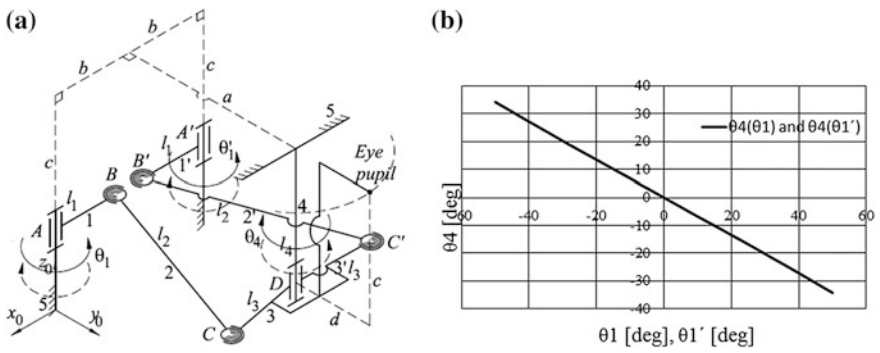 (a)
b
b
c
a
5
A'
θ'1
l1
1'
B
B'
Eye
pupil
c
l1
1
A
z0
θ1
5
x0
y0
l2
2
l2
2'
4
θ4
l4
C'
D
3' l3
l3
3
c
C
d
(b)
40
30
20
10
0
-10
-20
-30
-40
-60
-40
-20
0
20
40
60
θ4(θ1) and θ4(θ1´)
θ4 [deg]
θ1 [deg], θ1´ [deg]